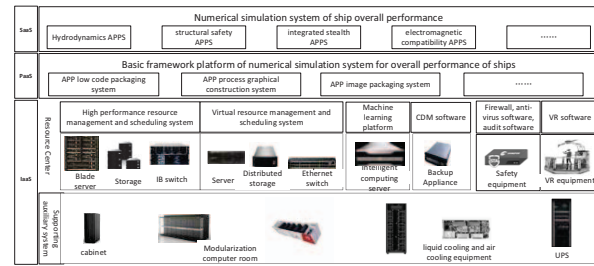 SaaS
Numerical simulation system of ship overall performance
Hydrodynamics APPS
structural safety
APPS
integrated stealth
APPS
electromagnetic
compatibility APPS
......
PaaS
Basic framework platform of numerical simulation system for overall performance of ships
APP low code packaging
system
APP process graphical
construction system
APP image packaging system
......
IaaS
Resource Center
High performance resource
management and scheduling system
Virtual resource management and
scheduling system
Machine
learning
platform
CDM software
Firewall, anti-
virus software,
audit software
VR software
Blade
server
Storage
IB switch
Server
Distributed
storage
Ethernet
switch
Intelligent
computing
server
Backup
Appliance
Safety
equipment
VR equipment
Supporting
auxiliary system
cabinet
Modularization
computer room
liquid cooling and air
cooling equipment
UPS